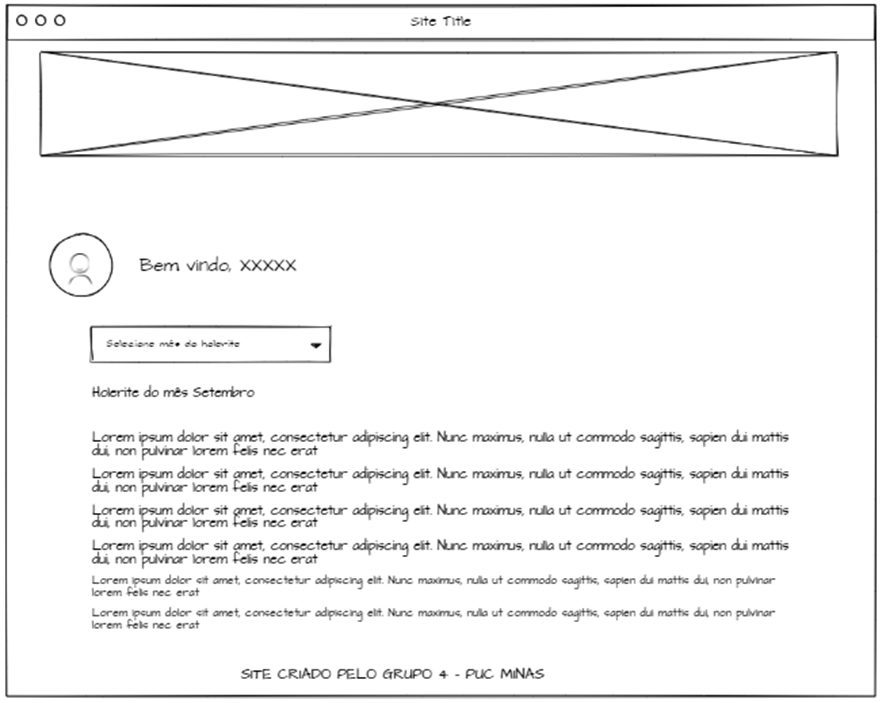 Site Title
Bem vindo, XXXXX
Selecione mês do holerite
Holerite do mês Setembro
Lorem ipsum dolor sit amet, consectetur adipiscing elit. Nunc maximus, nulla ut commodo sagittis, sapien dui mattis
dui, non pulvinar lorem felis nec erat
Lorem ipsum dolor sit amet, consectetur adipiscing elit. Nunc maximus, nulla ut commodo sagittis, sapien dui mattis
dui, non pulvinar lorem felis nec erat
Lorem ipsum dolor sit amet, consectetur adipiscing elit. Nunc maximus, nulla ut commodo sagittis, sapien dui mattis
dui, non pulvinar lorem felis nec erat
Lorem ipsum dolor sit amet, consectetur adipiscing elit. Nunc maximus, nulla ut commodo sagittis, sapien dui mattis
dui, non pulvinar lorem felis nec erat
Lorem ipsum dolor sit amet, consectetur adipiscing elit. Nunc maximus, nulla ut commodo sagittis, sapien dui mattis dui, non pulvinar
lorem felis nec erat
Lorem ipsum dolor sit amet, consectetur adipiscing elit. Nunc maximus, nulla ut commodo sagittis, sapien dui mattis dui, non pulvinar
lorem felis nec erat
SITE CRIADO PELO GRUPO 4 - PUC MINAS